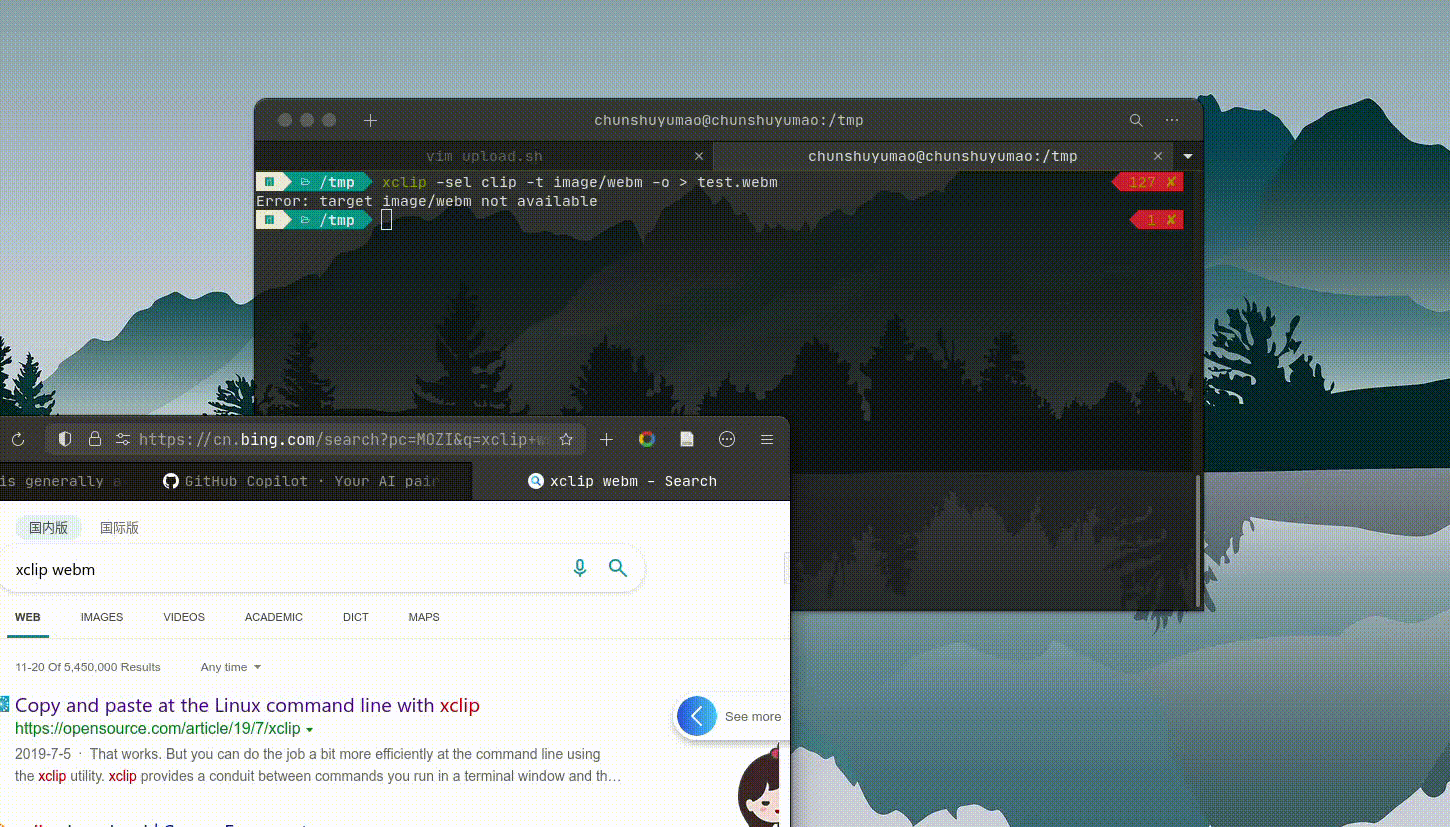 chunshuyumao@chunshuyumao:/tmp
vim upload.sh
chunshuyumao@chunshuyumao:/tmp
/tmp xclip -sel clip -t image/webm -o > test.webm 127 ✘
Error: target image/webm not available
/tmp 1 ✘
https://cn.bing.com/search?pc=MOZI&q=xclip+w
is generally a
GitHub Copilot · Your AI pair
xclip webm - Search
国内版 国际版
xclip webm
WEB IMAGES VIDEOS ACADEMIC DICT MAPS
11-20 Of 5,450,000 Results Any time
Copy and paste at the Linux command line with xclip
https://opensource.com/article/19/7/xclip
See more
2019-7-5 · That works. But you can do the job a bit more efficiently at the command line using
the xclip utility. xclip provides a conduit between commands you run in a terminal window and th…